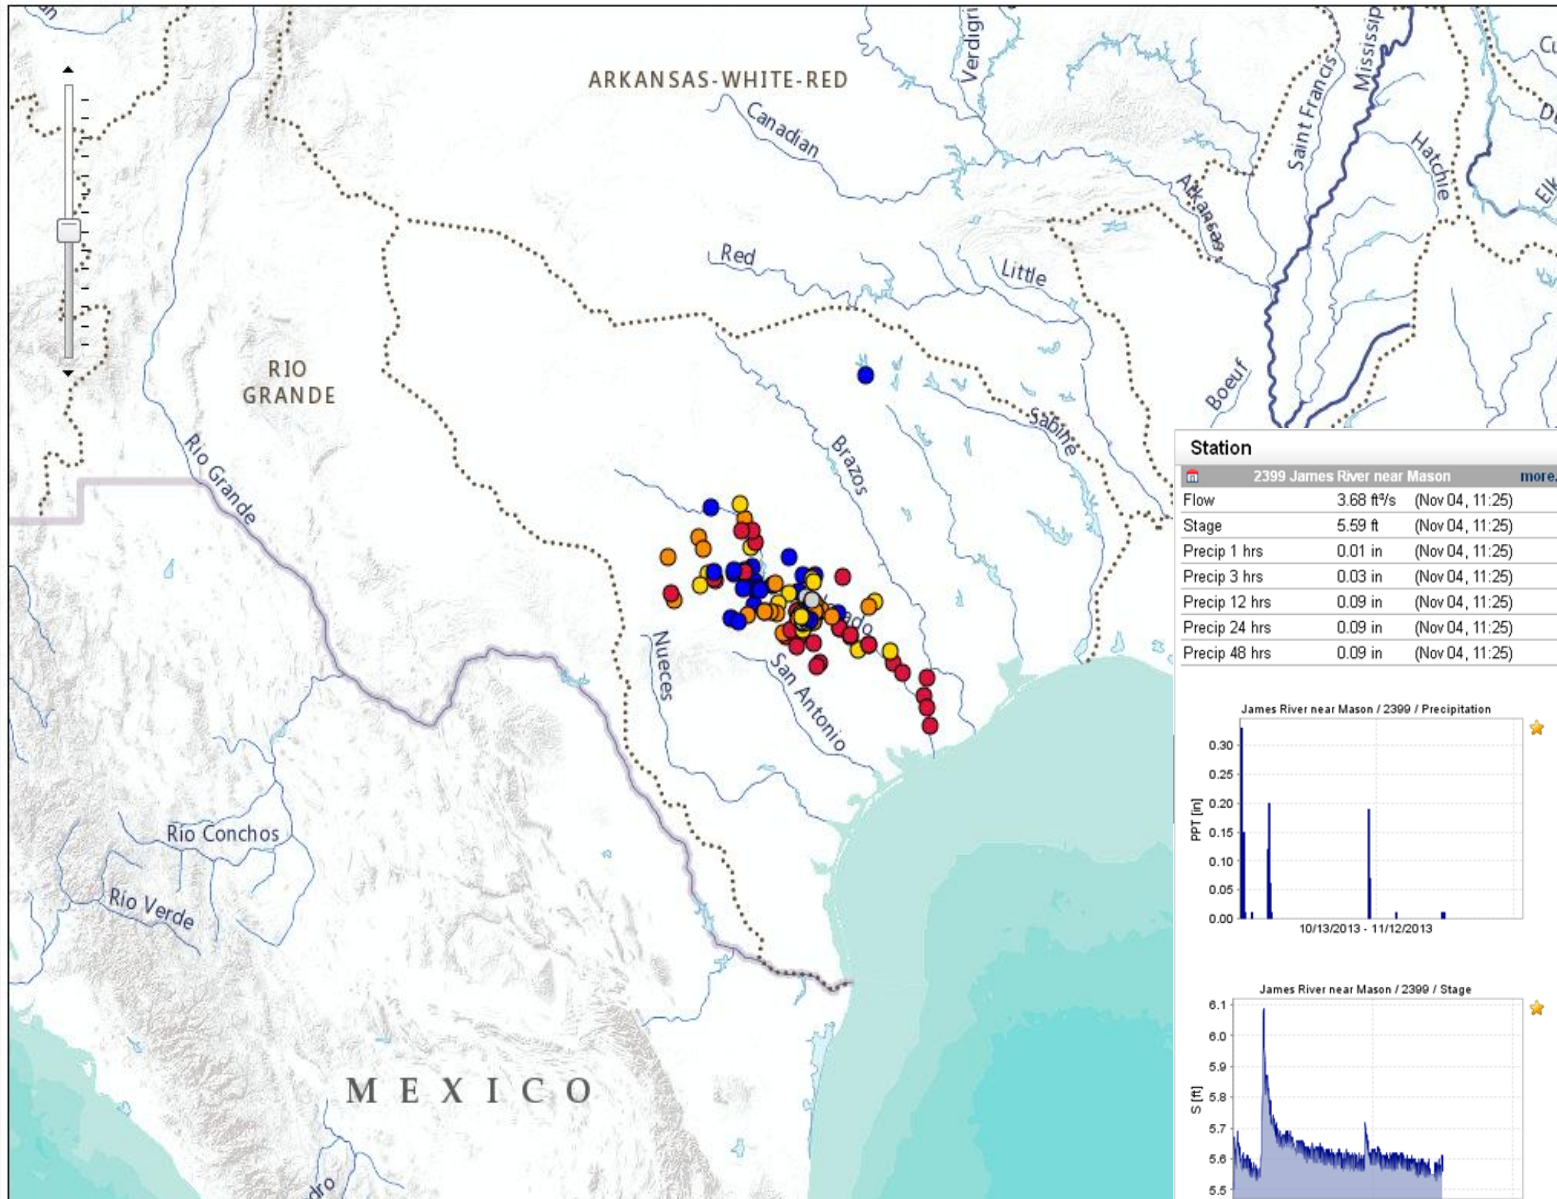 ARKANSAS-WHITE-RED
Canadian
Verdigri
Saint Francis
Mississip
Hatchie
Cu
Elk
Arkansas
Red
Little
RIO
GRANDE
Boeuf
Sabine
Rio Grande
Brazos
ado
Nueces
San Antonio
Rio Conchos
Rio Verde
MEXICO
dro
Station
2399 James River near Mason more.
Flow 3.68 ft³/s (Nov 04, 11:25)
Stage 5.59 ft (Nov 04, 11:25)
Precip 1 hrs 0.01 in (Nov 04, 11:25)
Precip 3 hrs 0.03 in (Nov 04, 11:25)
Precip 12 hrs 0.09 in (Nov 04, 11:25)
Precip 24 hrs 0.09 in (Nov 04, 11:25)
Precip 48 hrs 0.09 in (Nov 04, 11:25)
James River near Mason / 2399 / Precipitation
PPT [in]
0.30
0.25
0.20
0.15
0.10
0.05
0.00
10/13/2013 - 11/12/2013
James River near Mason / 2399 / Stage
S [ft]
6.1
6.0
5.9
5.8
5.7
5.6
5.5